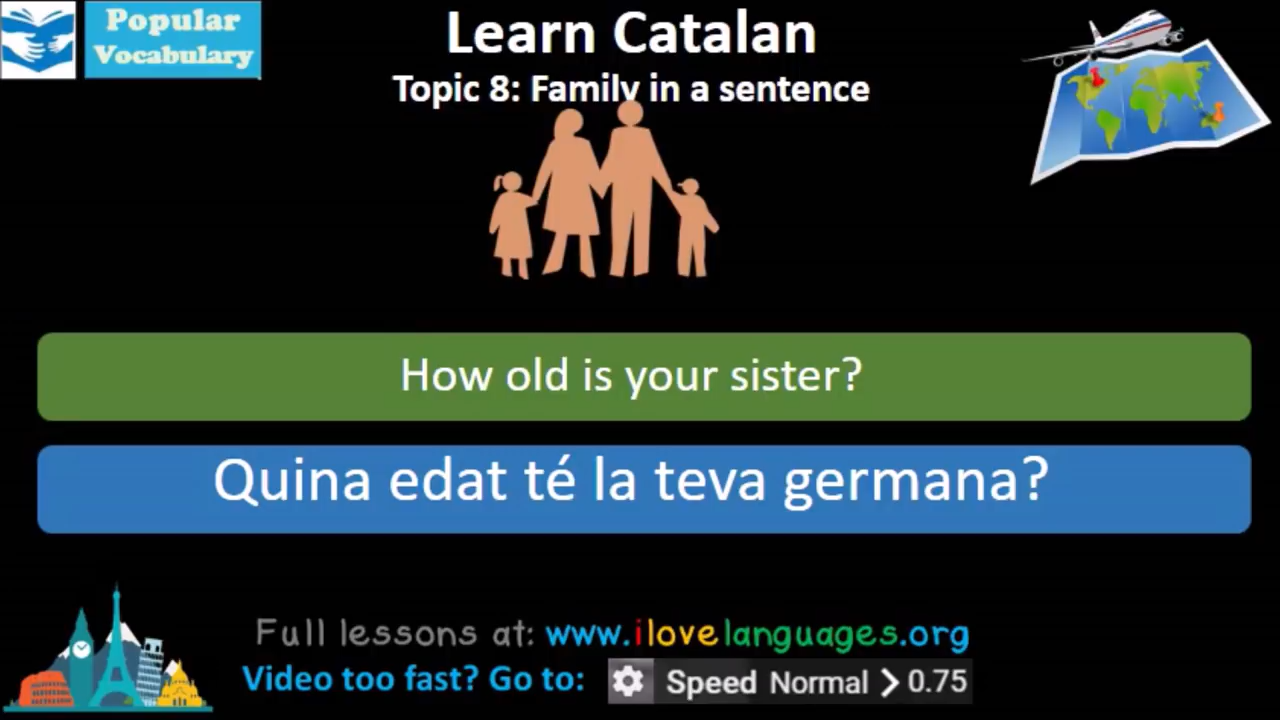 Popular
Vocabulary
Learn Catalan
Topic 8: Family in a sentence
How old is your sister?
Quina edat té la teva germana?
Full lessons at: www.ilovelanguages.org
Video too fast? Go to: Speed Normal > 0.75